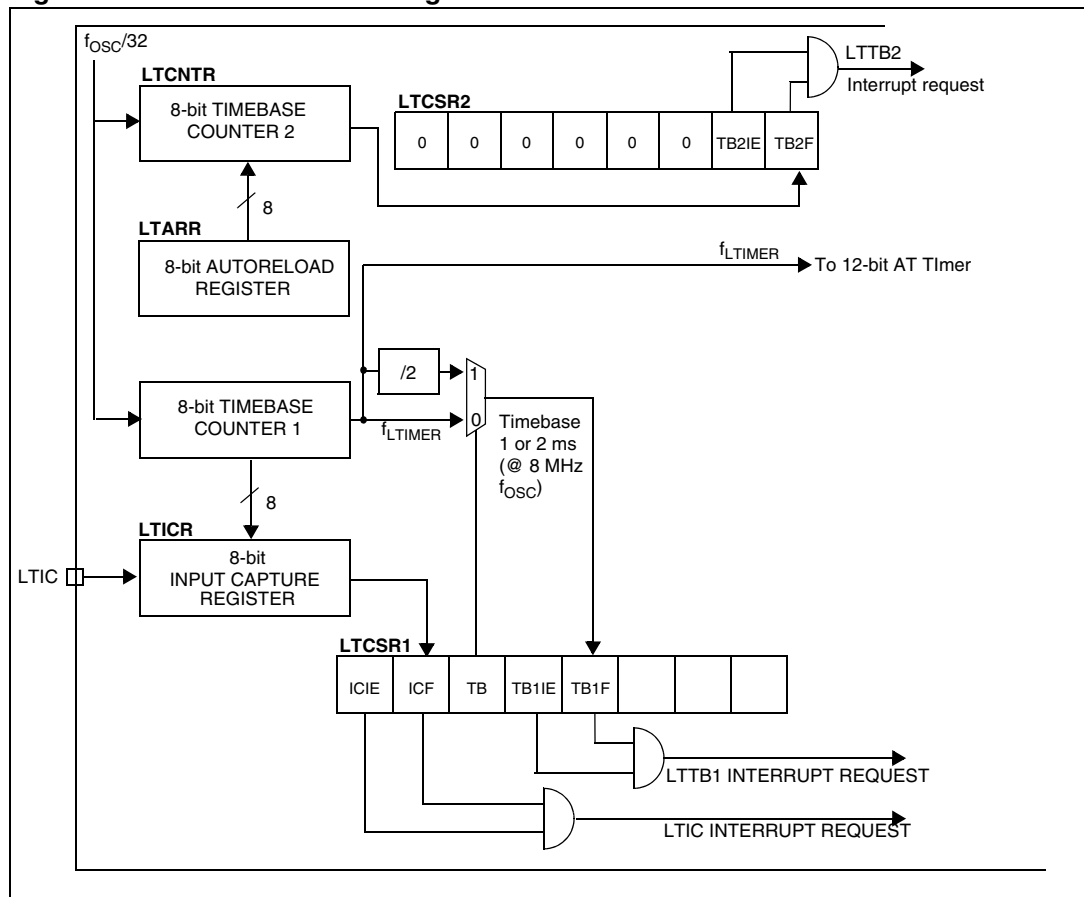 fOSC/32
LTCNTR
8-bit TIMEBASE
COUNTER 2
8
LTARR
8-bit AUTORELOAD
REGISTER
LTCSR2
0 0 0 0 0 0 TB2IE TB2F
LTTB2
Interrupt request
fLTIMER
To 12-bit AT TImer
8-bit TIMEBASE
COUNTER 1
/2
1
0
fLTIMER
Timebase
1 or 2 ms
(@ 8 MHz
fOSC)
8
LTICR
LTIC
8-bit
INPUT CAPTURE
REGISTER
LTCSR1
ICIE ICF TB TB1IE TB1F
LTTB1 INTERRUPT REQUEST
LTIC INTERRUPT REQUEST